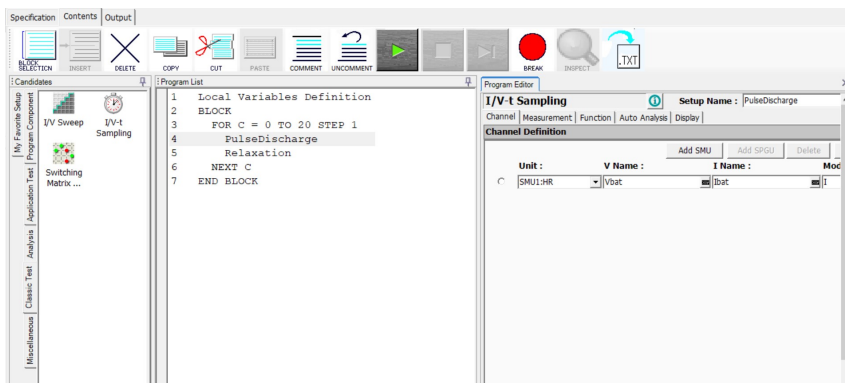 Specification Contents Output
BLOCK SELECTION INSERT DELETE COPY CUT PASTE COMMENT UNCOMMENT BREAK INSPECT .TXT
Candidates
My Favorite Setup
Program Component
Application Test
Analysis
Classic Test
Miscellaneous
I/V Sweep
I/V-t Sampling
Switching Matrix ...
Program List
1 Local Variables Definition
2 BLOCK
3 FOR C = 0 TO 20 STEP 1
4 PulseDischarge
5 Relaxation
6 NEXT C
7 END BLOCK
Program Editor
I/V-t Sampling Setup Name : PulseDischarge
Channel Measurement Function Auto Analysis Display
Channel Definition
Add SMU Add SPGU Delete
Unit : V Name : I Name : Mod
SMU1:HR Vbat Ibat I